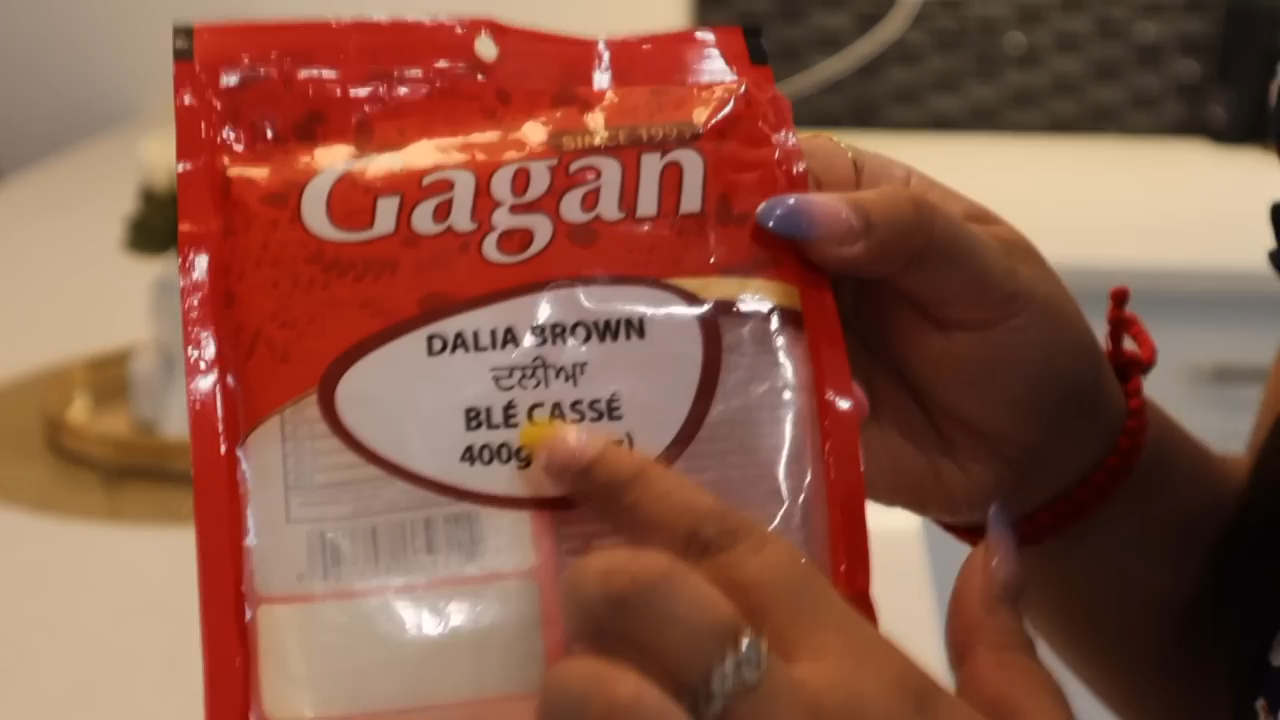 SINCE 1993
Gagan
DALIA BROWN
ਦਲੀਆ
BLÉ CASSÉ
400g